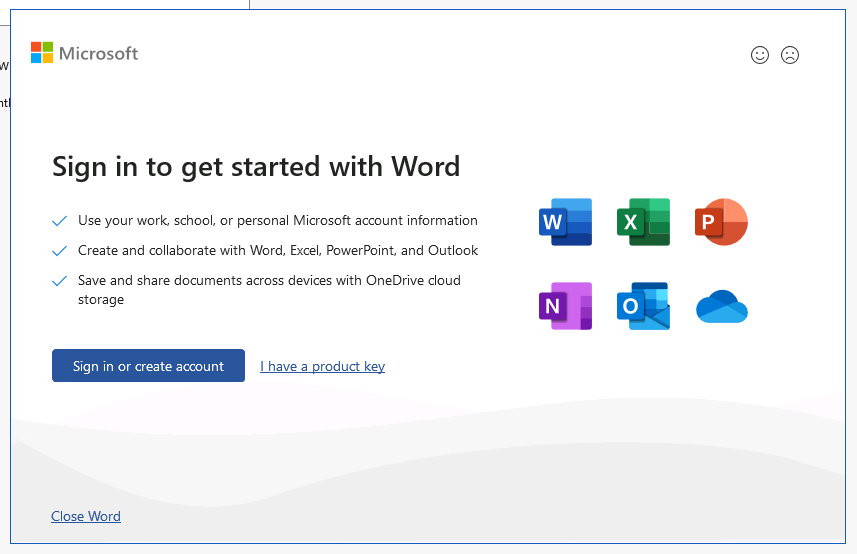 Microsoft
Sign in to get started with Word
Use your work, school, or personal Microsoft account information
Create and collaborate with Word, Excel, PowerPoint, and Outlook
Save and share documents across devices with OneDrive cloud
storage
W X P
N O
Sign in or create account I have a product key
Close Word